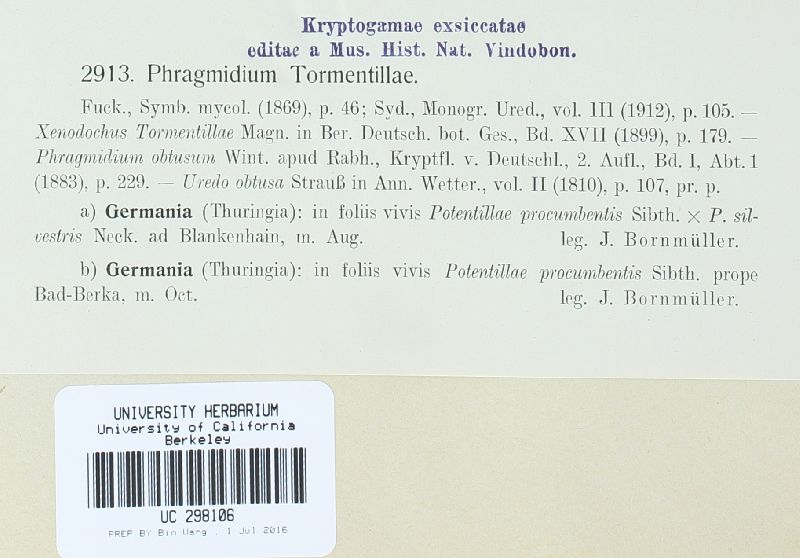 Kryptogamae exsiccatae
editae a Mus. Hist. Nat. Vindobon.
2913. Phragmidium Tormentillae.
Fuck., Symb. mycol. (1869), p. 46; Syd., Monogr. Ured., vol. III (1912), p. 105. —
Xenodochus Tormentillae Magn. in Ber. Deutsch. bot. Ges., Bd. XVII (1899), p. 179. —
Phragmidium obtusum Wint. apud Rabh., Kryptfl. v. Deutschl., 2. Aufl., Bd. I, Abt. 1
(1883), p. 229. — Uredo obtusa Strauß in Ann. Wetter., vol. II (1810), p. 107, pr. p.
a) Germania (Thuringia): in foliis vivis Potentillae procumbentis Sibth. × P. sil-
vestris Neck. ad Blankenhain, m. Aug. leg. J. Bornmüller.
b) Germania (Thuringia): in foliis vivis Potentillae procumbentis Sibth. prope
Bad-Berka, m. Oct. leg. J. Bornmüller.
UNIVERSITY HERBARIUM
University of California
Berkeley
UC 298106
PREP BY Bin Wang , 1 Jul 2016